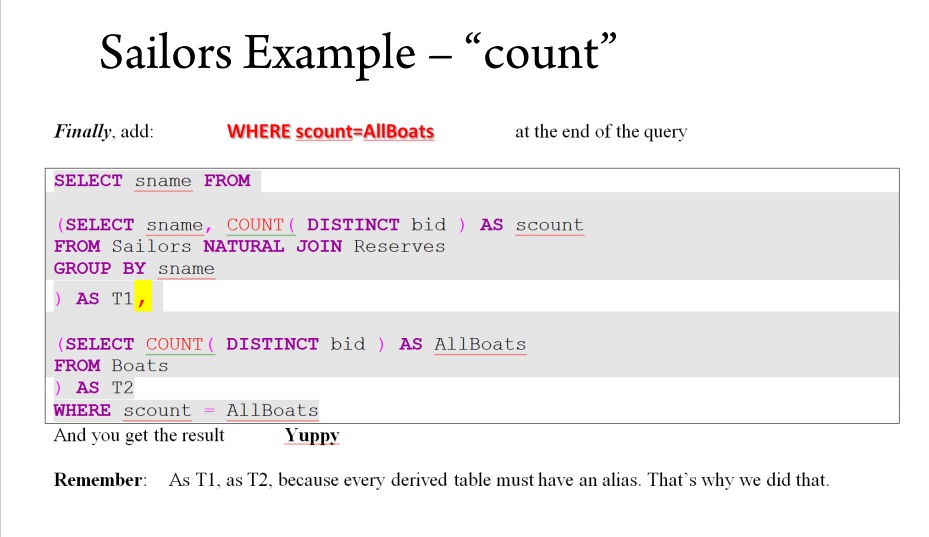 Sailors Example – “count”
Finally, add: WHERE scount=AllBoats at the end of the query
SELECT sname FROM
(SELECT sname, COUNT( DISTINCT bid ) AS scount
FROM Sailors NATURAL JOIN Reserves
GROUP BY sname
) AS T1,
(SELECT COUNT( DISTINCT bid ) AS AllBoats
FROM Boats
) AS T2
WHERE scount = AllBoats
And you get the result Yuppy
Remember: As T1, as T2, because every derived table must have an alias. That's why we did that.